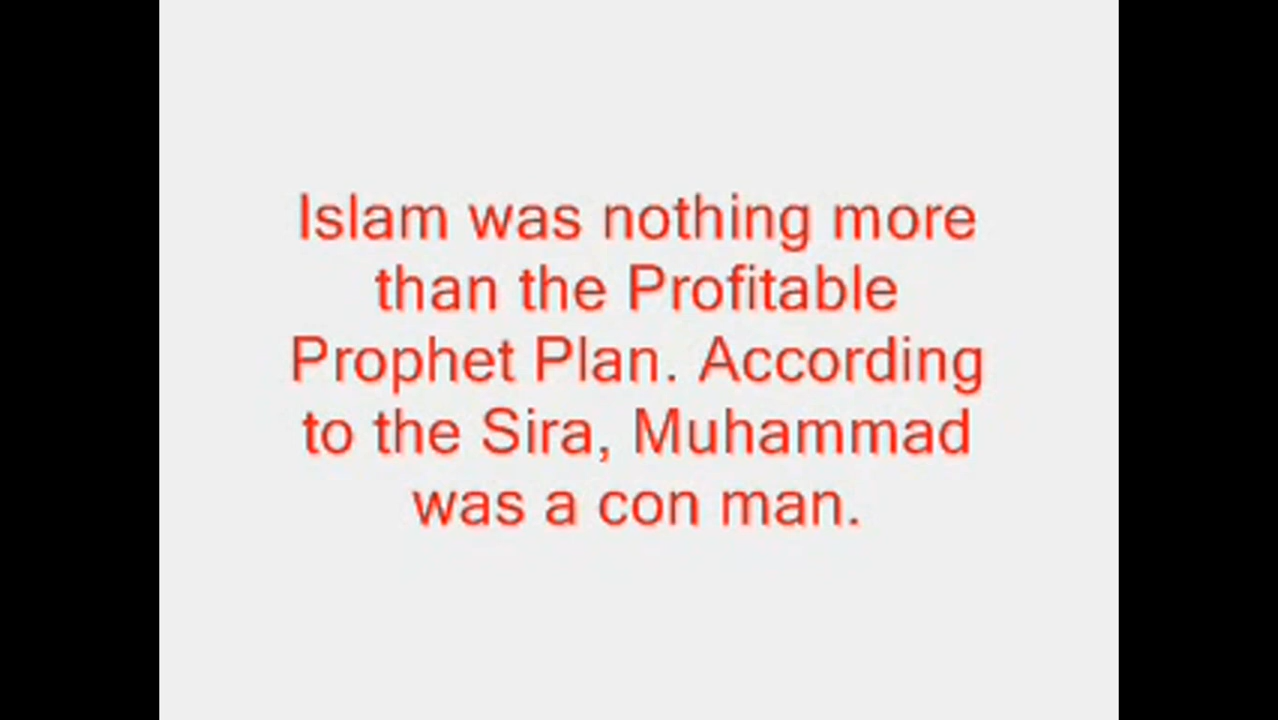 Islam was nothing more
than the Profitable
Prophet Plan. According
to the Sira, Muhammad
was a con man.